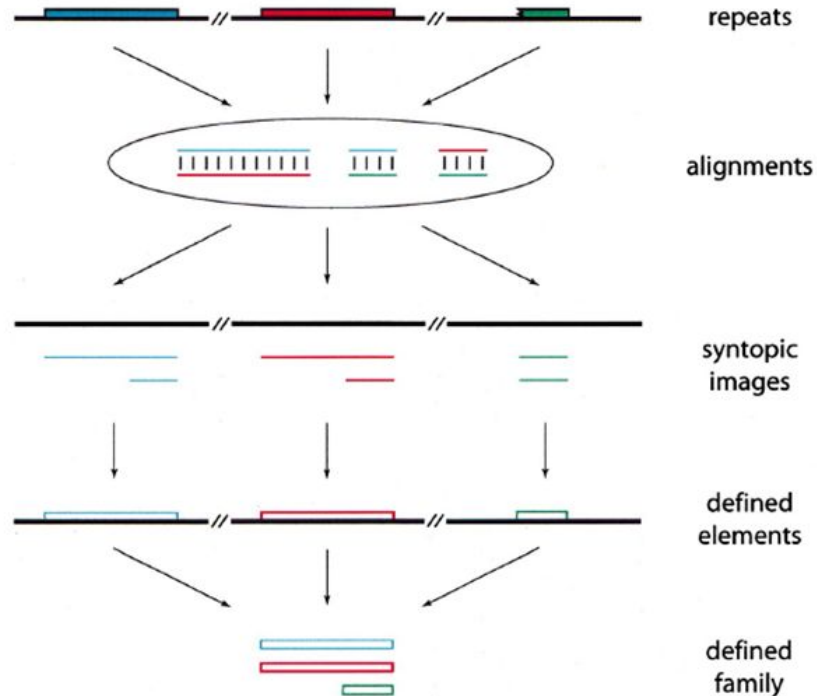 repeats
alignments
syntopic
images
defined
elements
defined
family